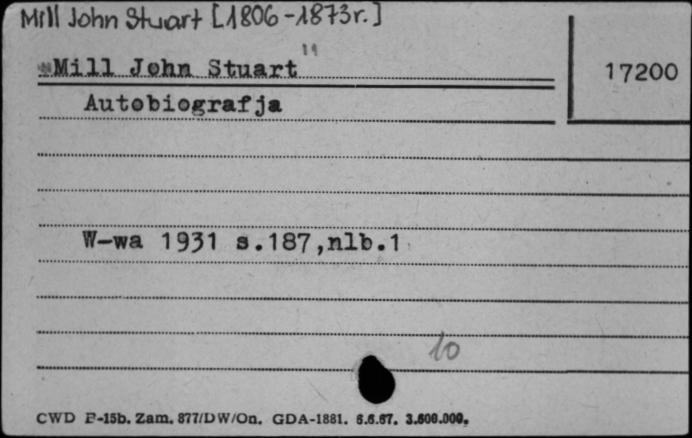 Mill John Stuart [1806-1873r.]
Mill John Stuart
17200
Autobiografja
W-wa 1931 s.187,nlb.1
10
CWD P-15b. Zam. 877/DW/On. GDA-1881. 6.6.67. 3.600.000.